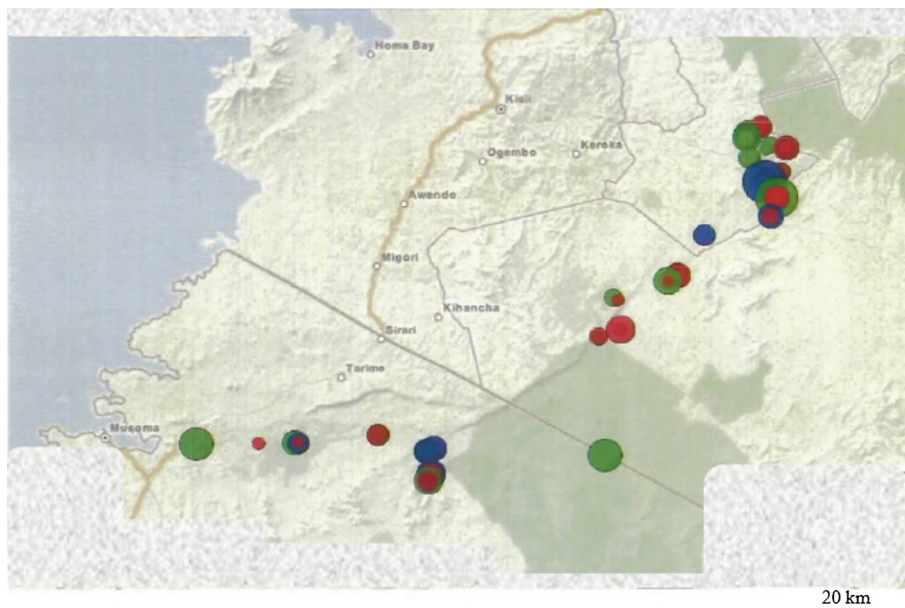 Homa Bay
Kisii
Ogembo
Keroka
Awendo
Migori
Kihancha
Sirari
Tarime
Musoma
20 km